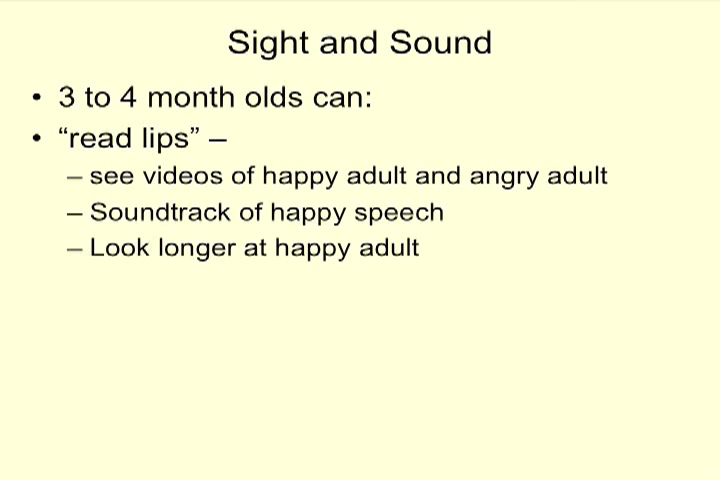 Sight and Sound
• 3 to 4 month olds can:
• “read lips” –
– see videos of happy adult and angry adult
– Soundtrack of happy speech
– Look longer at happy adult